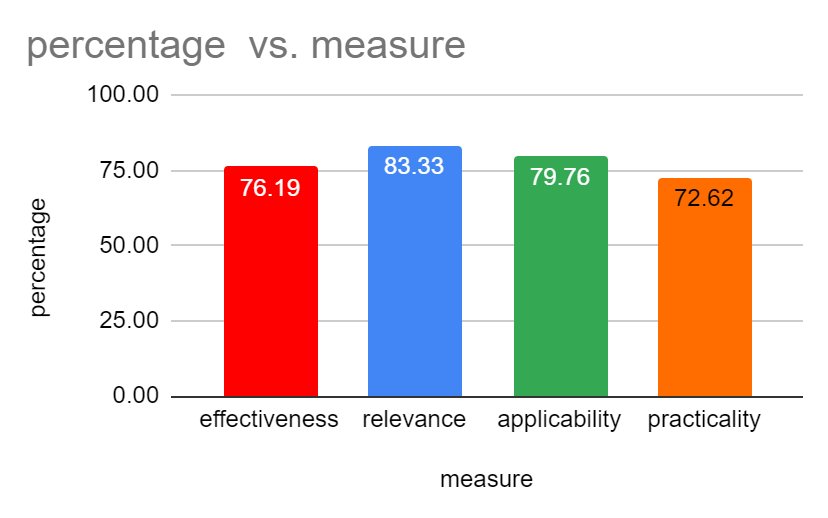 percentage  vs. measure
100.00
75.00
50.00
25.00
0.00
percentage
76.19
83.33
79.76
72.62
effectiveness
relevance
applicability
practicality
measure